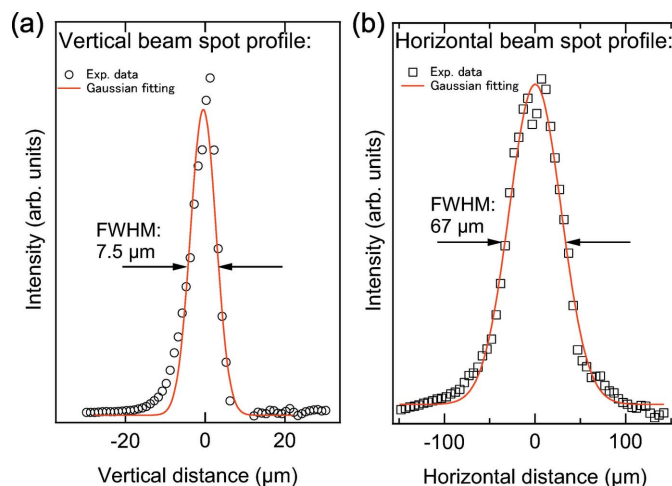 (a)
Vertical beam spot profile:
Exp. data
Gaussian fitting
FWHM:
7.5 µm
Intensity (arb. units)
-20
0
20
Vertical distance (µm)
(b)
Horizontal beam spot profile:
Exp. data
Gaussian fitting
FWHM:
67 µm
Intensity (arb. units)
-100
0
100
Horizontal distance (µm)